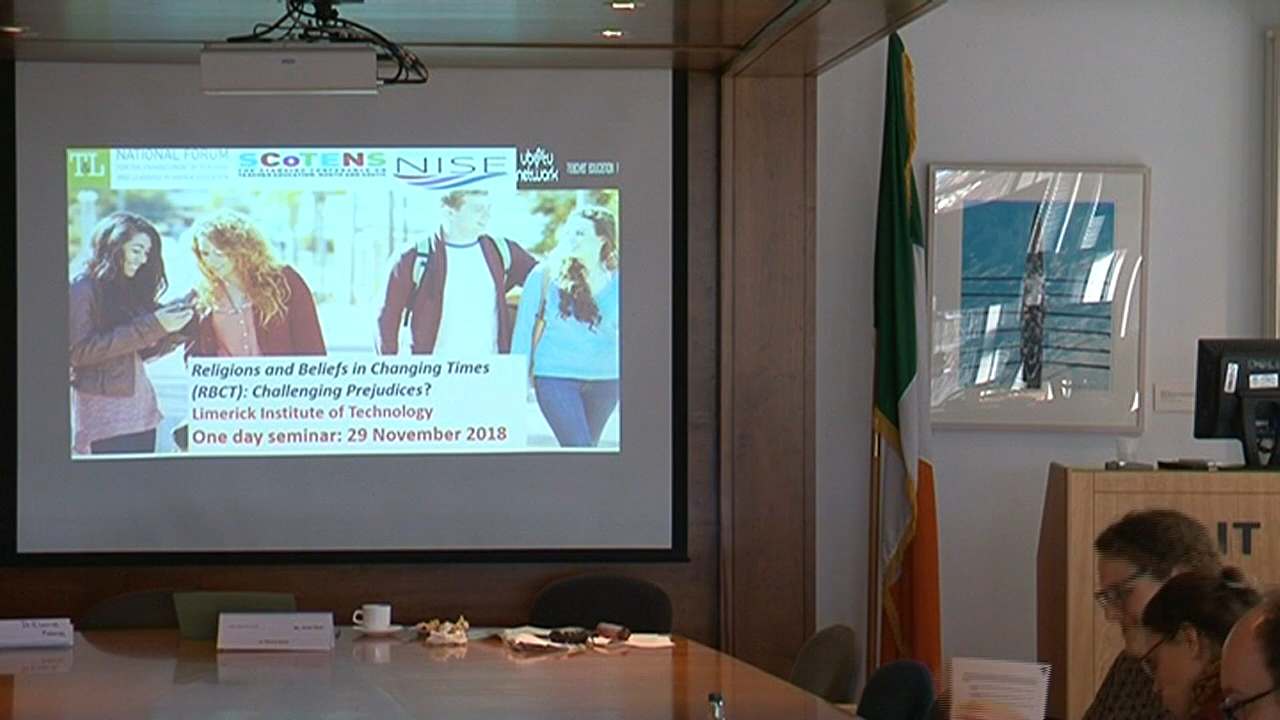 TL
NATIONAL FORUM
SCoTENS
NISE
ubuntu
network
TEACHER EDUCATION
Religions and Beliefs in Changing Times
(RBCT): Challenging Prejudices?
Limerick Institute of Technology
One day seminar: 29 November 2018
IT